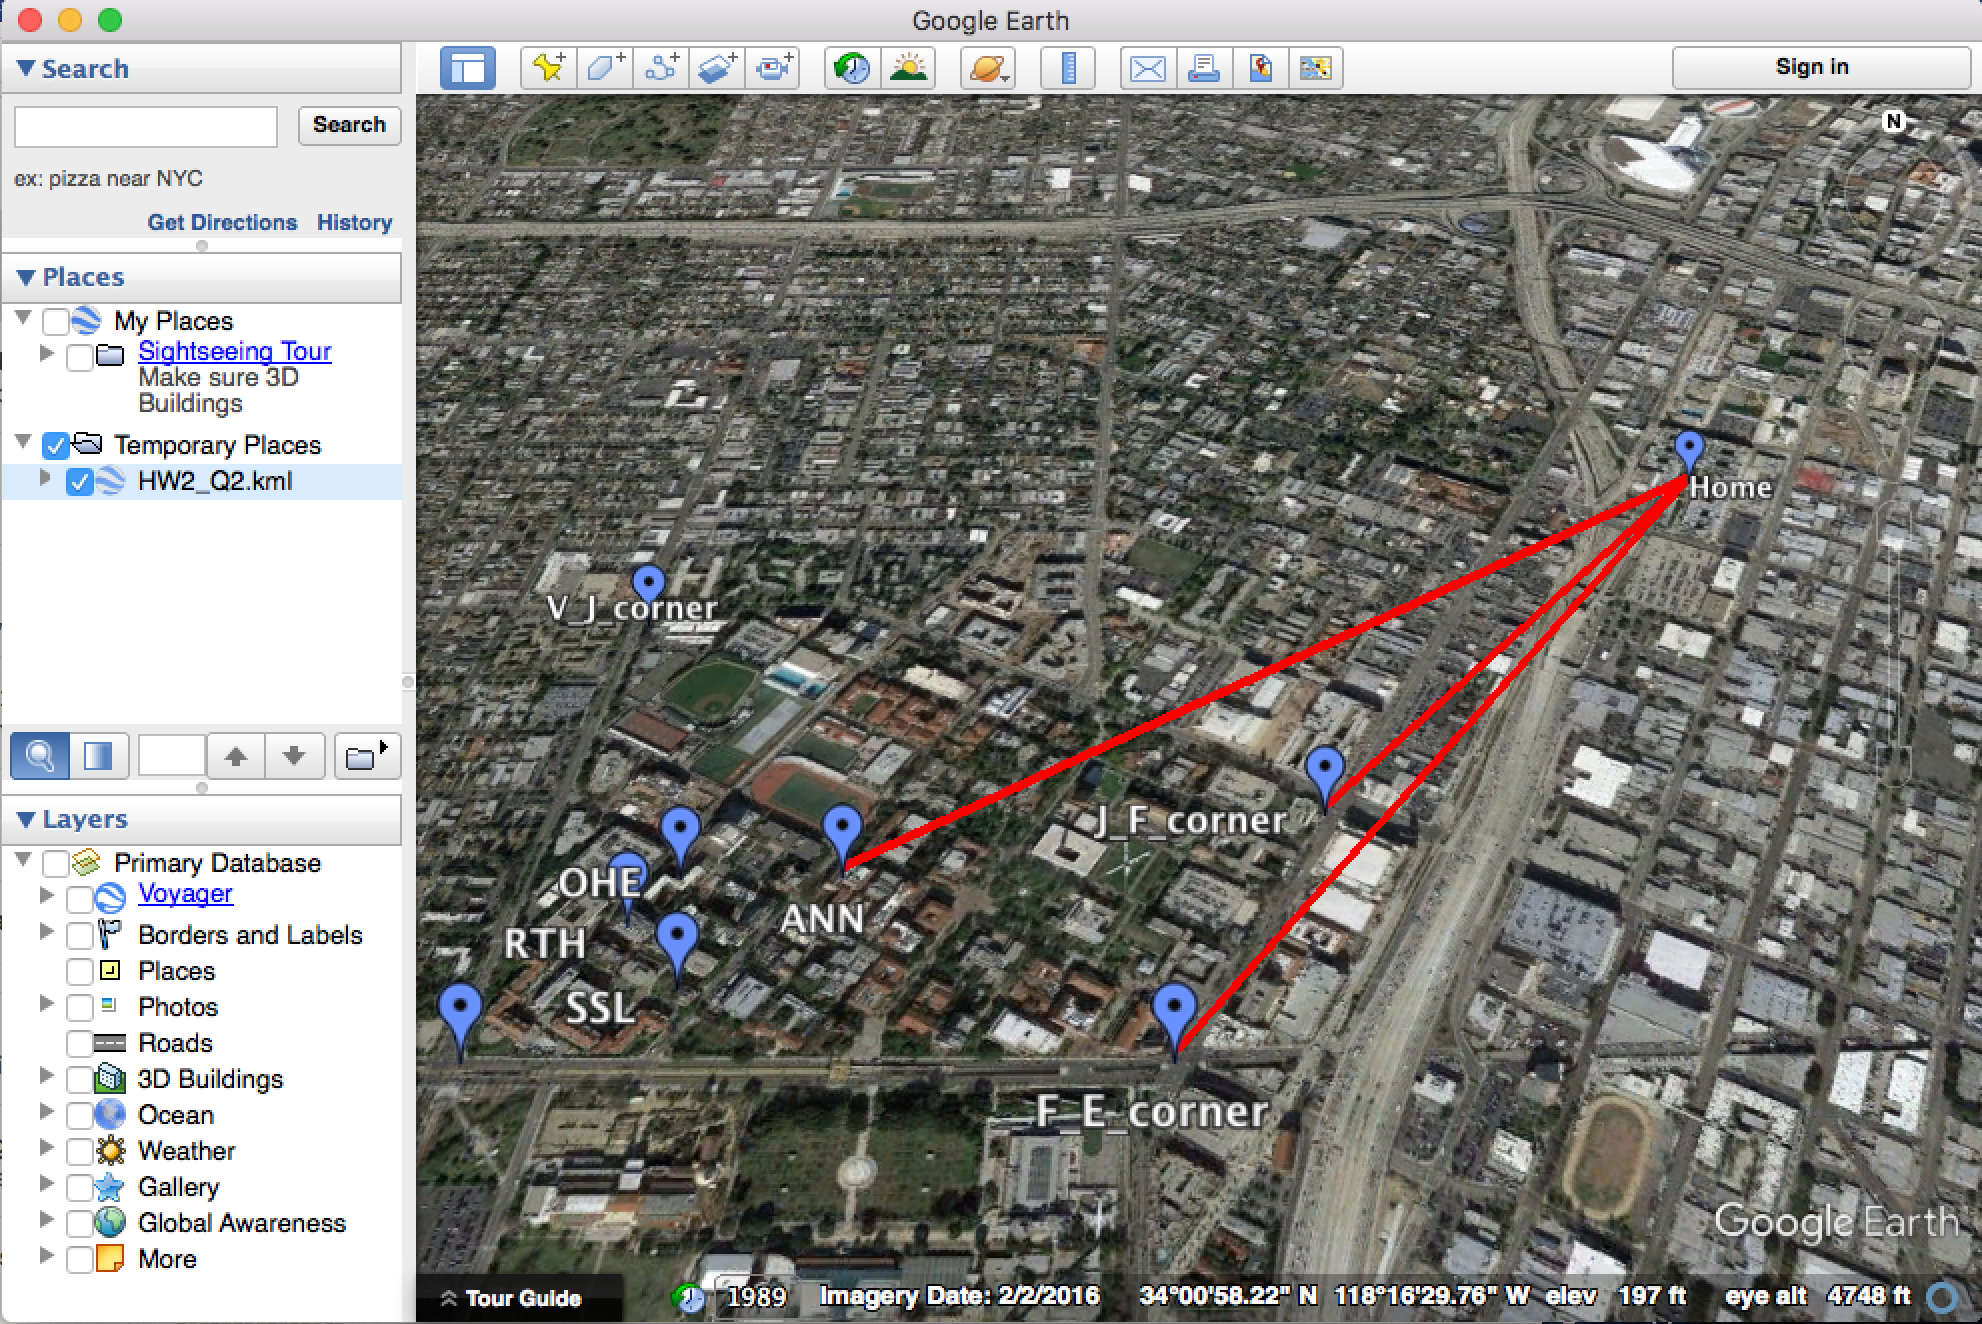 Google Earth
Search
Sign in
Search
ex: pizza near NYC
Get Directions History
Places
My Places
Sightseeing Tour
Make sure 3D
Buildings
Temporary Places
HW2_Q2.kml
Layers
Primary Database
Voyager
Borders and Labels
Places
Photos
Roads
3D Buildings
Ocean
Weather
Gallery
Global Awareness
More
N
Home
V_J_corner
J_F_corner
OHE
ANN
RTH
SSL
F_E_corner
Google Earth
Tour Guide
1989 Imagery Date: 2/2/2016 34°00'58.22" N 118°16'29.76" W elev 197 ft eye alt 4748 ft